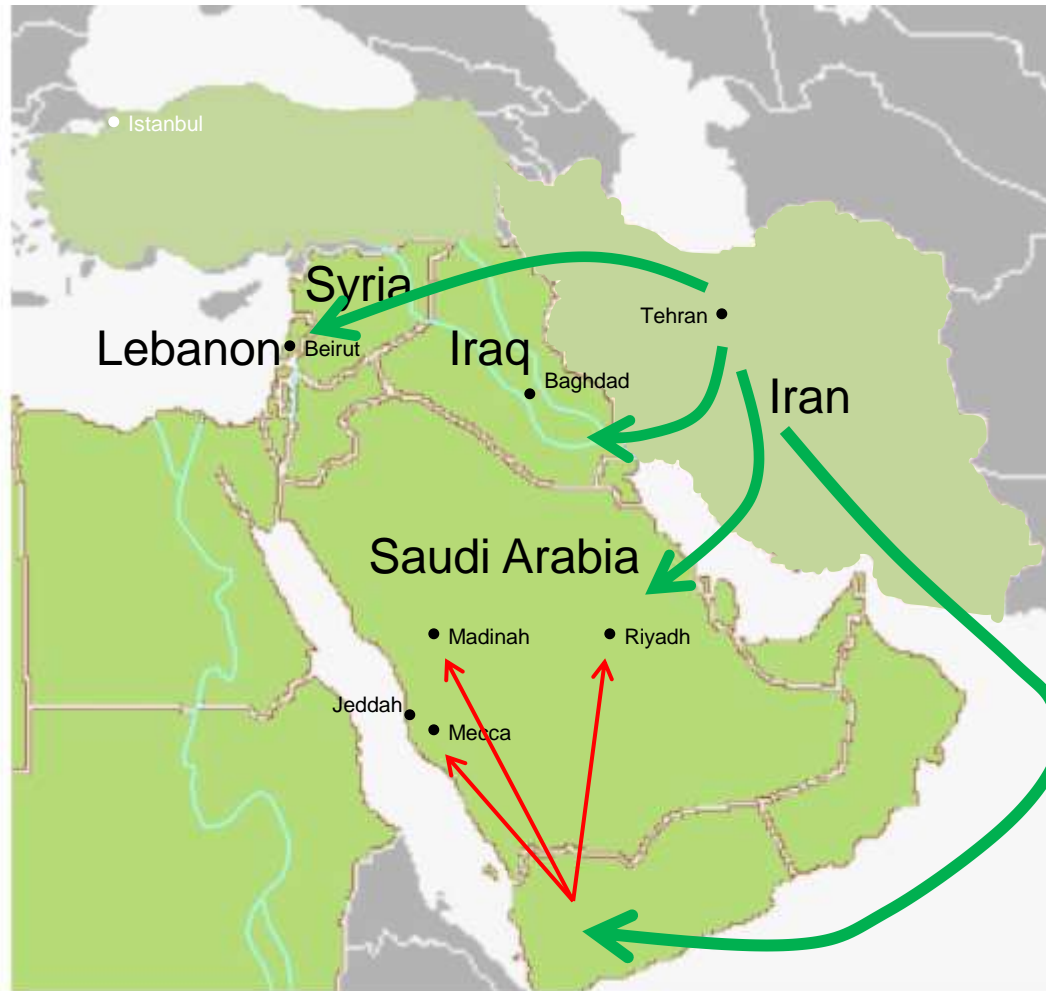 Istanbul
Syria
Tehran
Lebanon
Beirut
Iraq
Baghdad
Iran
Saudi Arabia
Madinah
Riyadh
Jeddah
Mecca